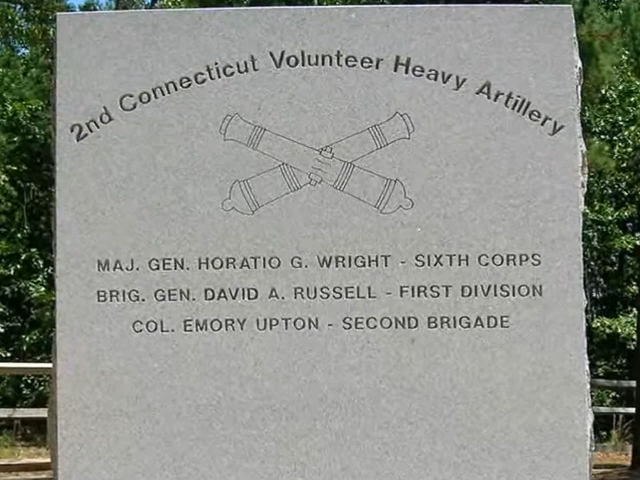 2nd Connecticut Volunteer Heavy Artillery
MAJ. GEN. HORATIO G. WRIGHT - SIXTH CORPS
BRIG. GEN. DAVID A. RUSSELL - FIRST DIVISION
COL. EMORY UPTON - SECOND BRIGADE